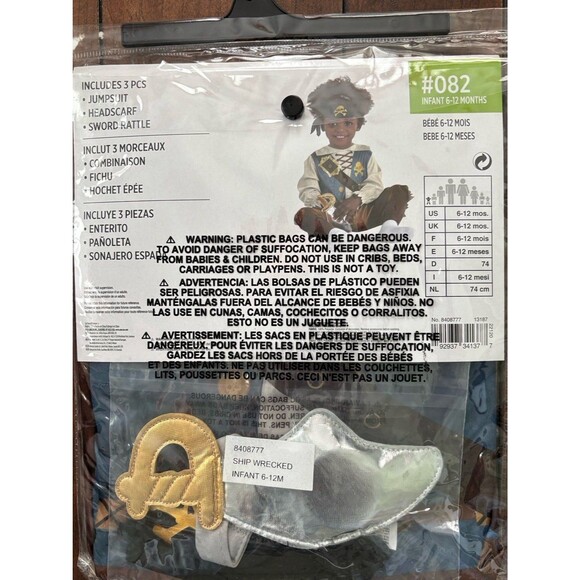 INCLUDES 3 PCS
• JUMPSUIT
• HEADSCARF
• SWORD RATTLE
INCLUT 3 MORCEAUX
• COMBINAISON
• FICHU
• HOCHET ÉPÉE
INCLUYE 3 PIEZAS
• ENTERITO
• PAÑOLETA
• SONAJERO ESPA
#082
INFANT 6-12 MONTHS
BÉBÉ 6-12 MOIS
BEBE 6-12 MESES
US 6-12 mos.
UK 6-12 mos.
F 6-12 mois
E 6-12 meses
D 74
I 6-12 mesi
NL 74 cm
No. 8408777 13187
92937 34137 7
⚠ WARNING: PLASTIC BAGS CAN BE DANGEROUS.
TO AVOID DANGER OF SUFFOCATION, KEEP BAGS AWAY
FROM BABIES & CHILDREN. DO NOT USE IN CRIBS, BEDS,
CARRIAGES OR PLAYPENS. THIS IS NOT A TOY.
⚠ ADVERTENCIA: LAS BOLSAS DE PLÁSTICO PUEDEN
SER PELIGROSAS. PARA EVITAR EL RIESGO DE ASFIXIA
MANTÉNGALAS FUERA DEL ALCANCE DE BEBÉS Y NIÑOS. NO
LAS USE EN CUNAS, CAMAS, COCHECITOS O CORRALITOS.
ESTO NO ES UN JUGUETE.
⚠ AVERTISSEMENT: LES SACS EN PLASTIQUE PEUVENT ÊTRE
DANGEREUX. POUR ÉVITER LES DANGERS DE SUFFOCATION,
GARDEZ LES SACS HORS DE LA PORTÉE DES BÉBÉS
ET DES ENFANTS. NE PAS UTILISER DANS LES COUCHETTES,
LITS, POUSSETTES OU PARCS. CECI N'EST PAS UN JOUET.
8408777
SHIP WRECKED
INFANT 6-12M